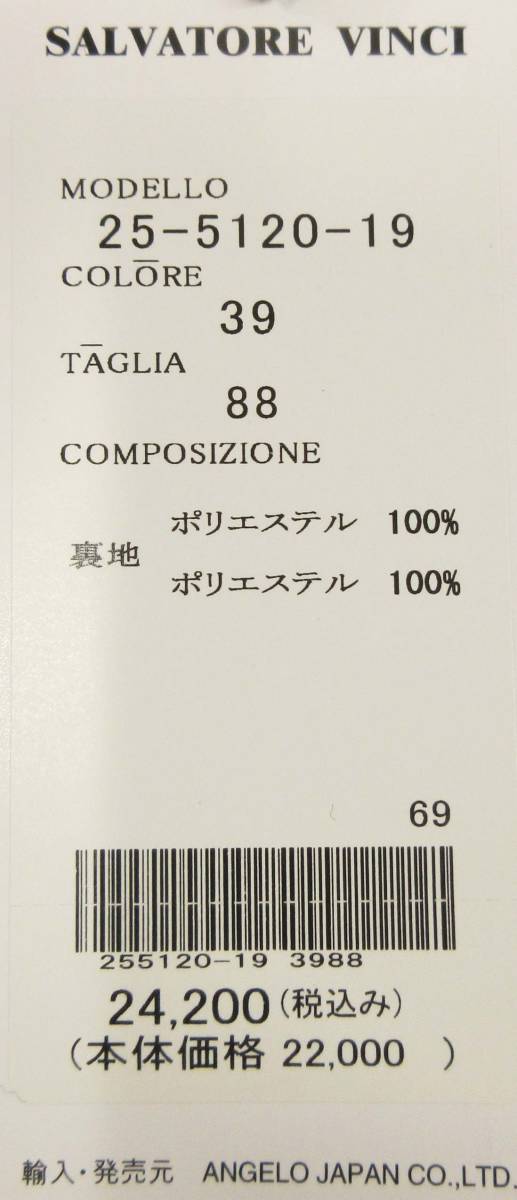 SALVATORE VINCI
MODELLO
25-5120-19
COLŌRE
39
TĀGLIA
88
COMPOSIZIONE
ポリエステル 100%
裏地
ポリエステル 100%
69
255120-19 3988
24,200(税込み)
(本体価格 22,000 )
輸入・発売元 ANGELO JAPAN CO.,LTD.